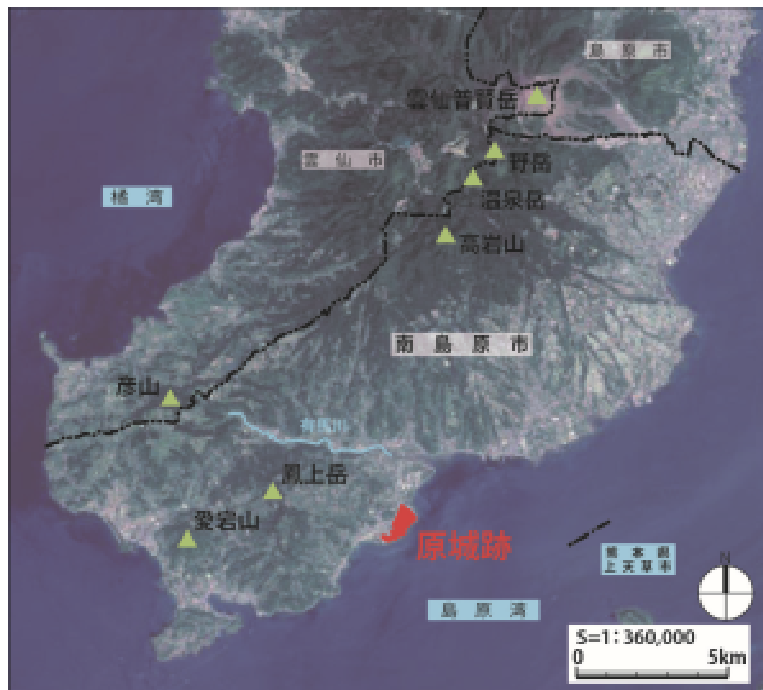 島原市
雲仙普賢岳
雲仙市
野岳
橘湾
温泉岳
高岩山
南島原市
彦山
有馬川
鳳上岳
愛宕山
原城跡
熊本県
上天草市
N
島原湾
S=1:360,000
0 5km